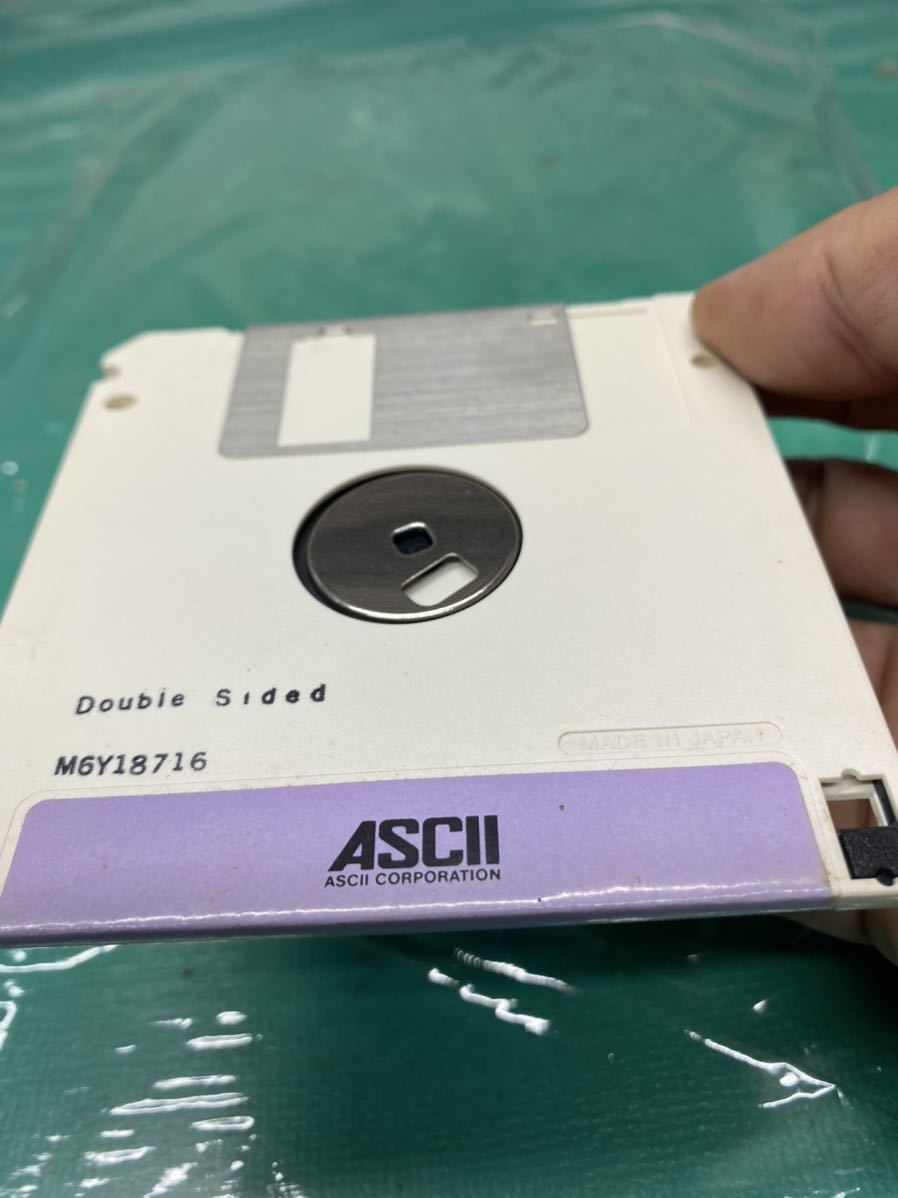 Double Sided
M6Y18716
MADE IN JAPAN
ASCII
ASCII CORPORATION